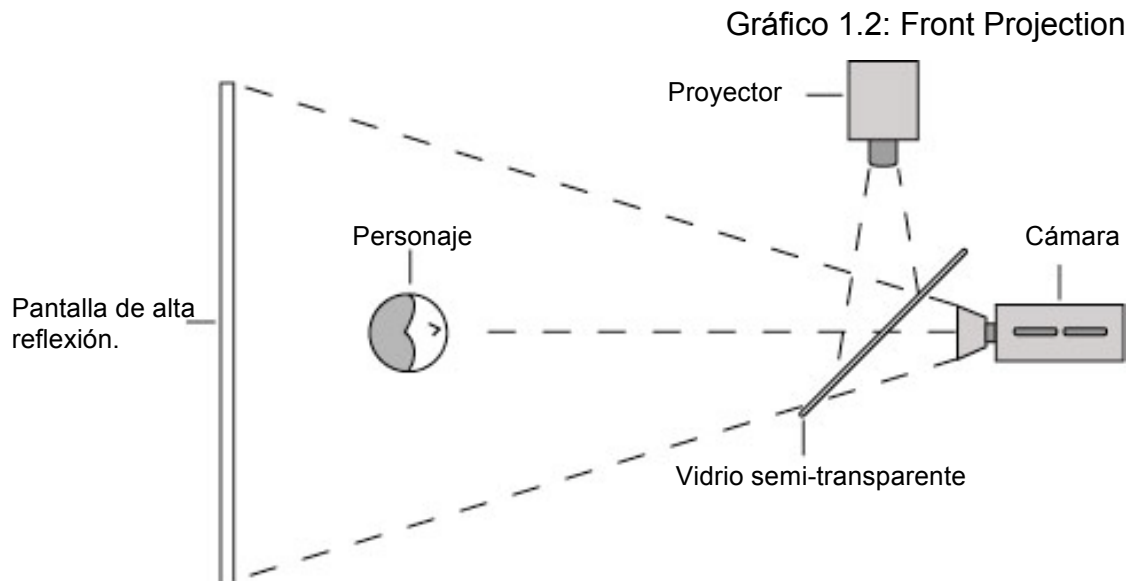 Gráfico 1.2: Front Projection
Proyector
Personaje
Cámara
Pantalla de alta
reflexión.
Vidrio semi-transparente